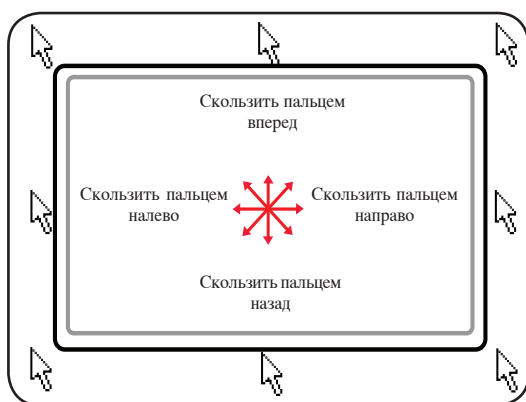 Скользить пальцем
вперед
Скользить пальцем
налево
Скользить пальцем
направо
Скользить пальцем
назад